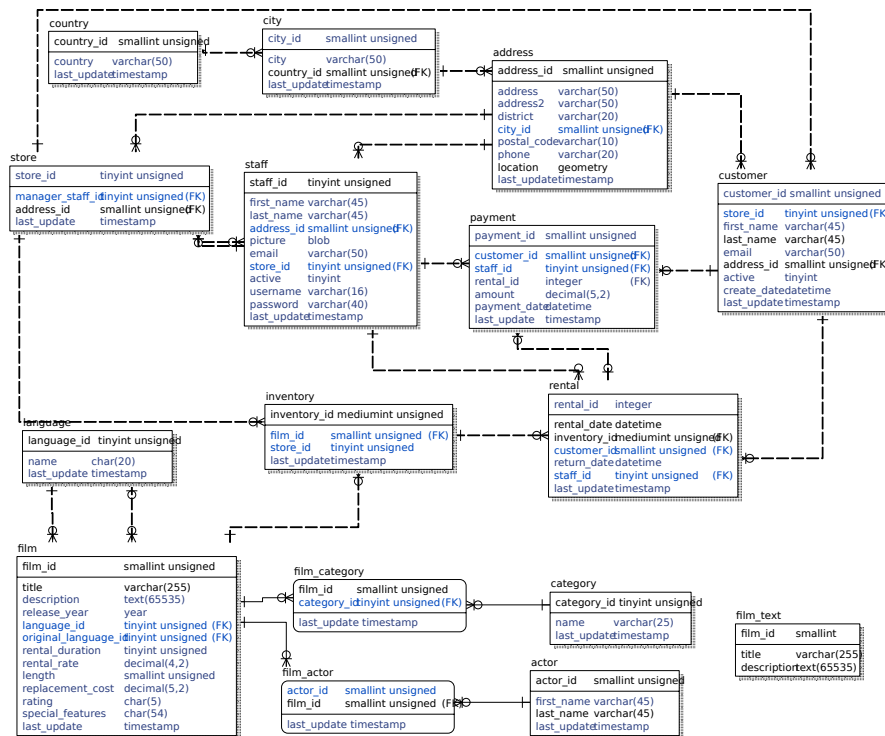 country
country_id smallint unsigned
country varchar(50)
last_update timestamp
city
city_id smallint unsigned
city varchar(50)
country_id smallint unsigned (FK)
last_update timestamp
address
address_id smallint unsigned
address varchar(50)
address2 varchar(50)
district varchar(20)
city_id smallint unsigned (FK)
postal_code varchar(10)
phone varchar(20)
location geometry
last_update timestamp
store
store_id tinyint unsigned
manager_staff_id tinyint unsigned (FK)
address_id smallint unsigned (FK)
last_update timestamp
staff
staff_id tinyint unsigned
first_name varchar(45)
last_name varchar(45)
address_id smallint unsigned (FK)
picture blob
email varchar(50)
store_id tinyint unsigned (FK)
active tinyint
username varchar(16)
password varchar(40)
last_update timestamp
payment
payment_id smallint unsigned
customer_id smallint unsigned (FK)
staff_id tinyint unsigned (FK)
rental_id integer (FK)
amount decimal(5,2)
payment_date datetime
last_update timestamp
customer
customer_id smallint unsigned
store_id tinyint unsigned (FK)
first_name varchar(45)
last_name varchar(45)
email varchar(50)
address_id smallint unsigned (FK)
active tinyint
create_date datetime
last_update timestamp
language
language_id tinyint unsigned
name char(20)
last_update timestamp
inventory
inventory_id mediumint unsigned
film_id smallint unsigned (FK)
store_id tinyint unsigned
last_update timestamp
rental
rental_id integer
rental_date datetime
inventory_id mediumint unsigned (FK)
customer_id smallint unsigned (FK)
return_date datetime
staff_id tinyint unsigned (FK)
last_update timestamp
film
film_id smallint unsigned
title varchar(255)
description text(65535)
release_year year
language_id tinyint unsigned (FK)
original_language_id tinyint unsigned (FK)
rental_duration tinyint unsigned
rental_rate decimal(4,2)
length smallint unsigned
replacement_cost decimal(5,2)
rating char(5)
special_features char(54)
last_update timestamp
film_category
film_id smallint unsigned
category_id tinyint unsigned (FK)
last_update timestamp
category
category_id tinyint unsigned
name varchar(25)
last_update timestamp
film_text
film_id smallint
title varchar(255)
description text(65535)
film_actor
actor_id smallint unsigned
film_id smallint unsigned (FK)
last_update timestamp
actor
actor_id smallint unsigned
first_name varchar(45)
last_name varchar(45)
last_update timestamp